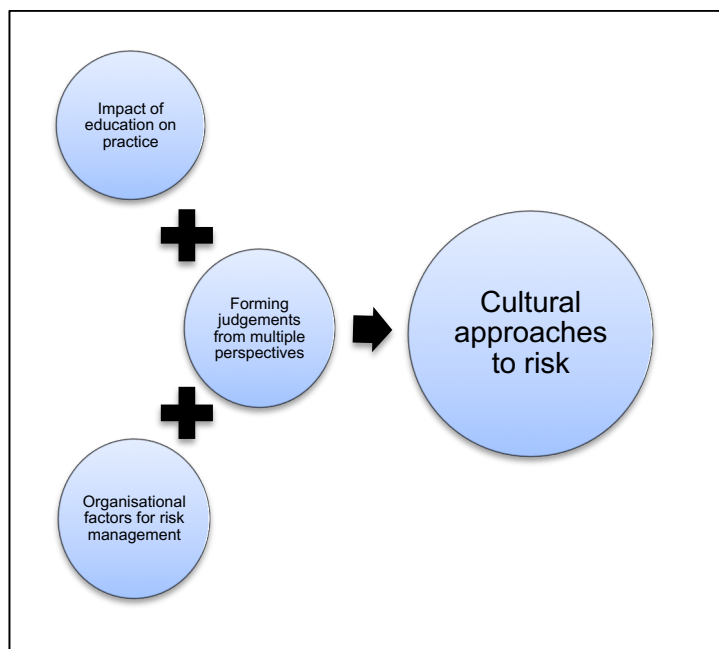 Impact of
education on
practice
Forming
judgements
from multiple
perspectives
Cultural
approaches
to risk
Organisational
factors for risk
management